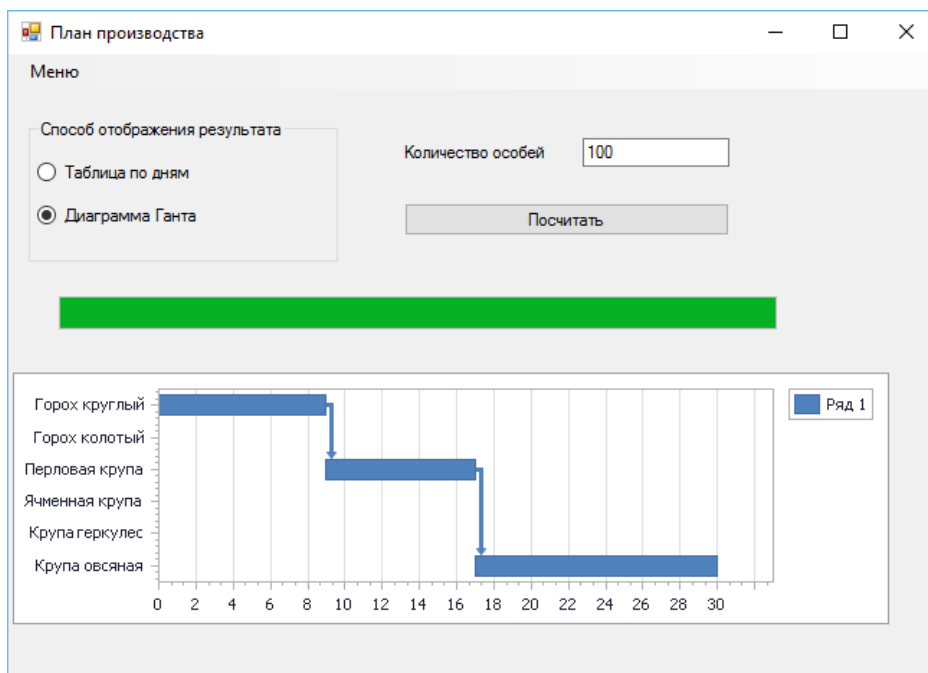 План производства
Меню
Способ отображения результата
Таблица по дням
Диаграмма Ганта
Количество особей 100
Посчитать
Горох круглый
Горох колотый
Перловая крупа
Ячменная крупа
Крупа геркулес
Крупа овсяная
Ряд 1
0 2 4 6 8 10 12 14 16 18 20 22 24 26 28 30